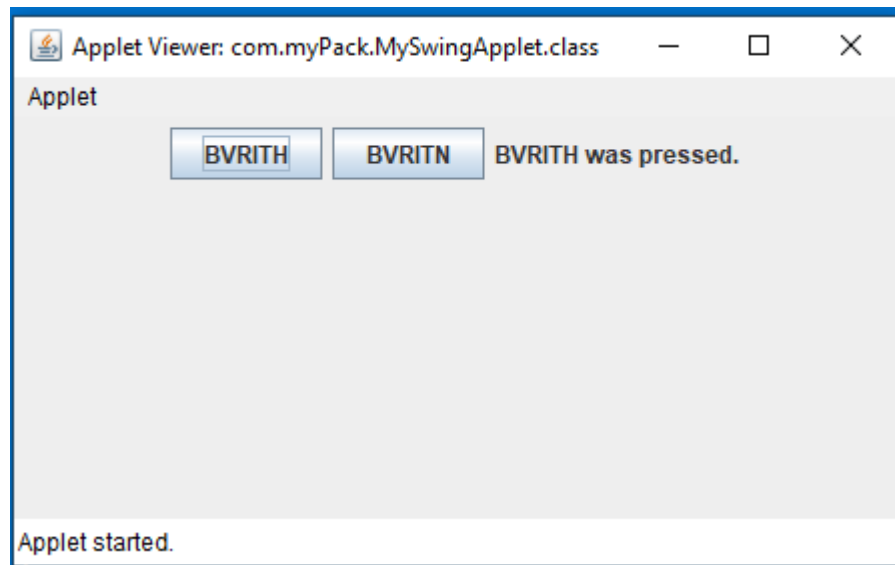 Applet Viewer: com.myPack.MySwingApplet.class
Applet
BVRITH BVRITN BVRITH was pressed.
Applet started.